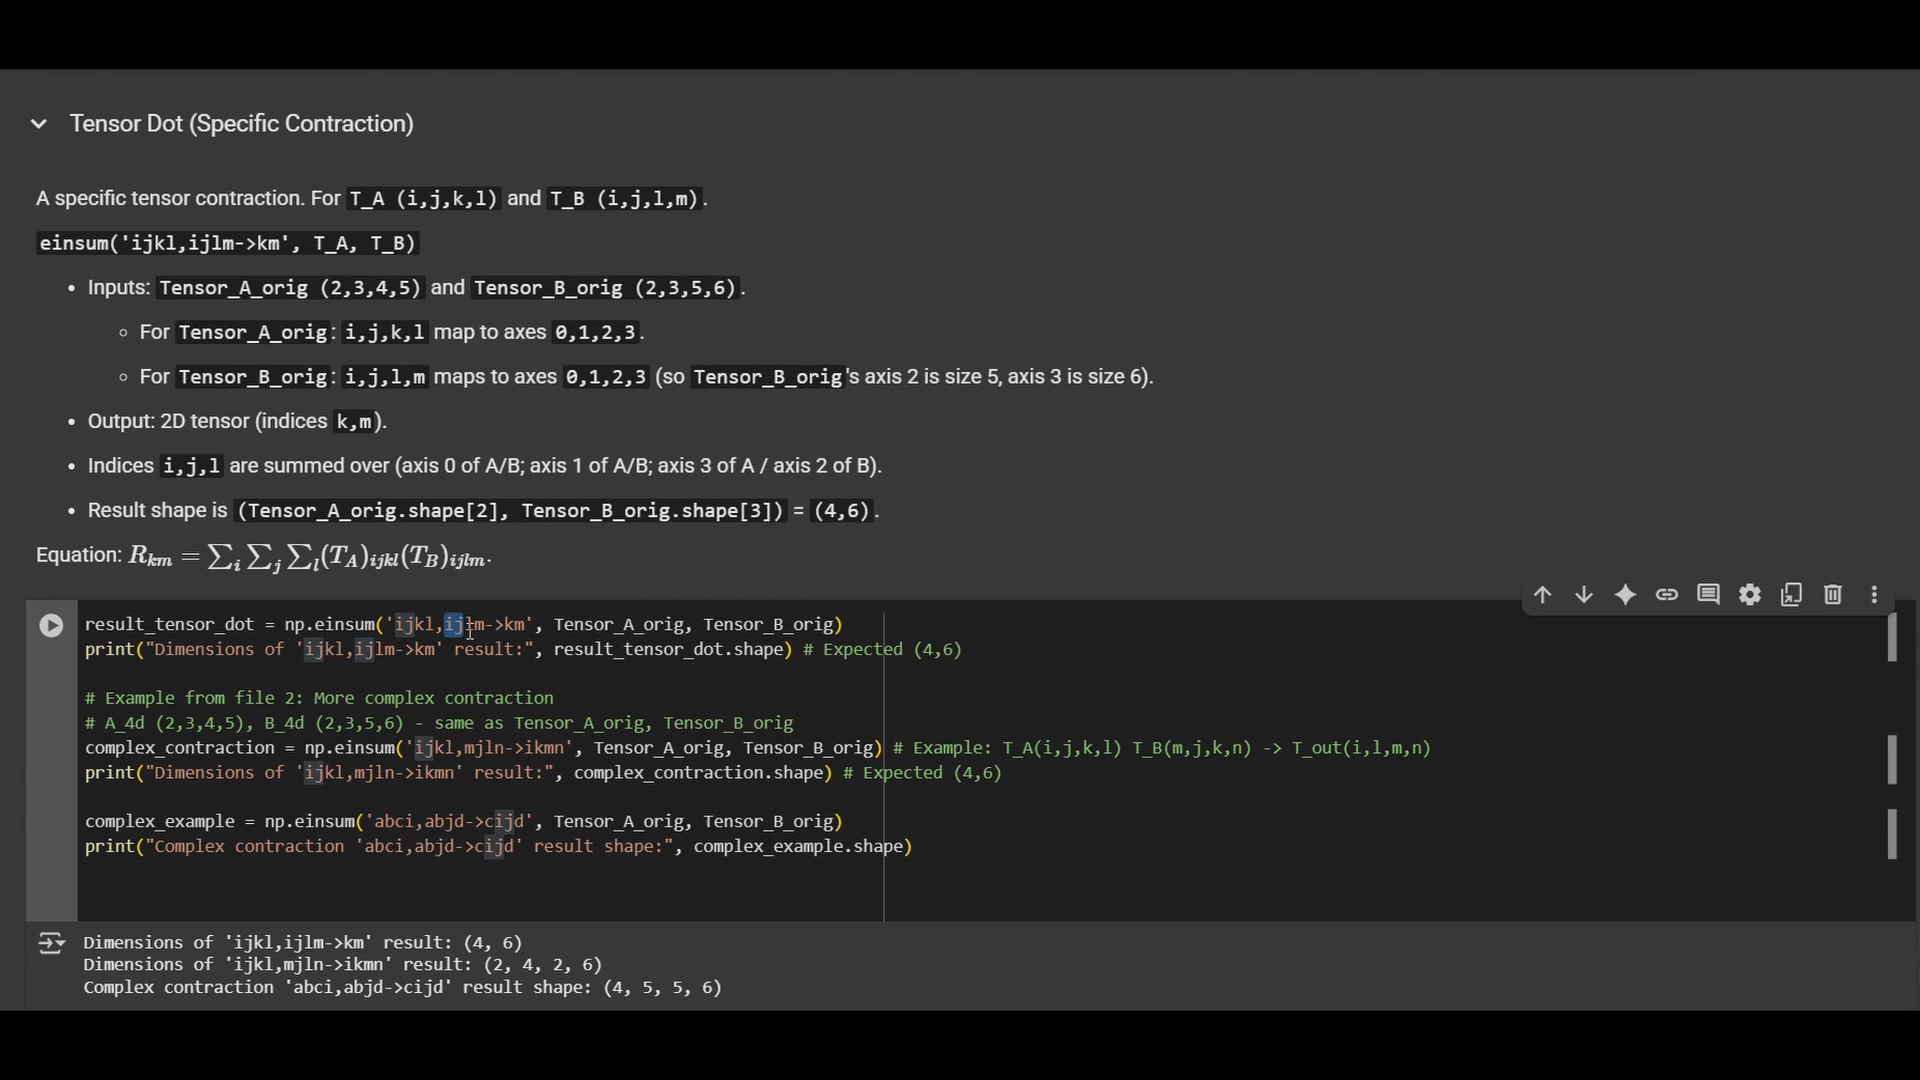 Tensor Dot (Specific Contraction)
A specific tensor contraction. For T_A (i,j,k,l) and T_B (i,j,l,m).
einsum('ijkl,ijlm->km', T_A, T_B)
• Inputs: Tensor_A_orig (2,3,4,5) and Tensor_B_orig (2,3,5,6).
◦ For Tensor_A_orig: i,j,k,l map to axes 0,1,2,3.
◦ For Tensor_B_orig: i,j,l,m maps to axes 0,1,2,3 (so Tensor_B_orig's axis 2 is size 5, axis 3 is size 6).
• Output: 2D tensor (indices k,m).
• Indices i,j,l are summed over (axis 0 of A/B; axis 1 of A/B; axis 3 of A / axis 2 of B).
• Result shape is (Tensor_A_orig.shape[2], Tensor_B_orig.shape[3]) = (4,6).
Equation: R_{km} = ∑_i ∑_j ∑_l (T_A)_{ijkl} (T_B)_{ijlm}.
result_tensor_dot = np.einsum('ijkl,ijlm->km', Tensor_A_orig, Tensor_B_orig)
print("Dimensions of 'ijkl,ijlm->km' result:", result_tensor_dot.shape) # Expected (4,6)
# Example from file 2: More complex contraction
# A_4d (2,3,4,5), B_4d (2,3,5,6) - same as Tensor_A_orig, Tensor_B_orig
complex_contraction = np.einsum('ijkl,mjln->ikmn', Tensor_A_orig, Tensor_B_orig) # Example: T_A(i,j,k,l) T_B(m,j,k,n) -> T_out(i,l,m,n)
print("Dimensions of 'ijkl,mjln->ikmn' result:", complex_contraction.shape) # Expected (4,6)
complex_example = np.einsum('abci,abjd->cijd', Tensor_A_orig, Tensor_B_orig)
print("Complex contraction 'abci,abjd->cijd' result shape:", complex_example.shape)
Dimensions of 'ijkl,ijlm->km' result: (4, 6)
Dimensions of 'ijkl,mjln->ikmn' result: (2, 4, 2, 6)
Complex contraction 'abci,abjd->cijd' result shape: (4, 5, 5, 6)